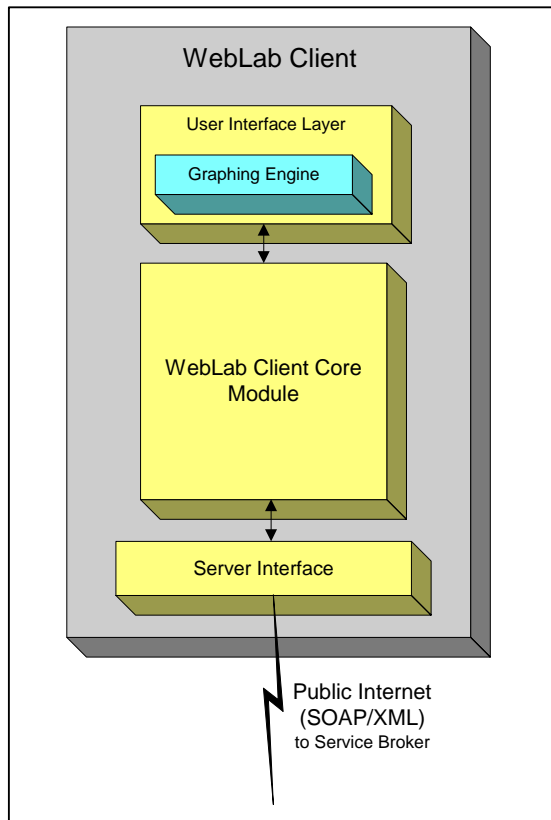 WebLab Client
User Interface Layer
Graphing Engine
WebLab Client Core
Module
Server Interface
Public Internet
(SOAP/XML)
to Service Broker